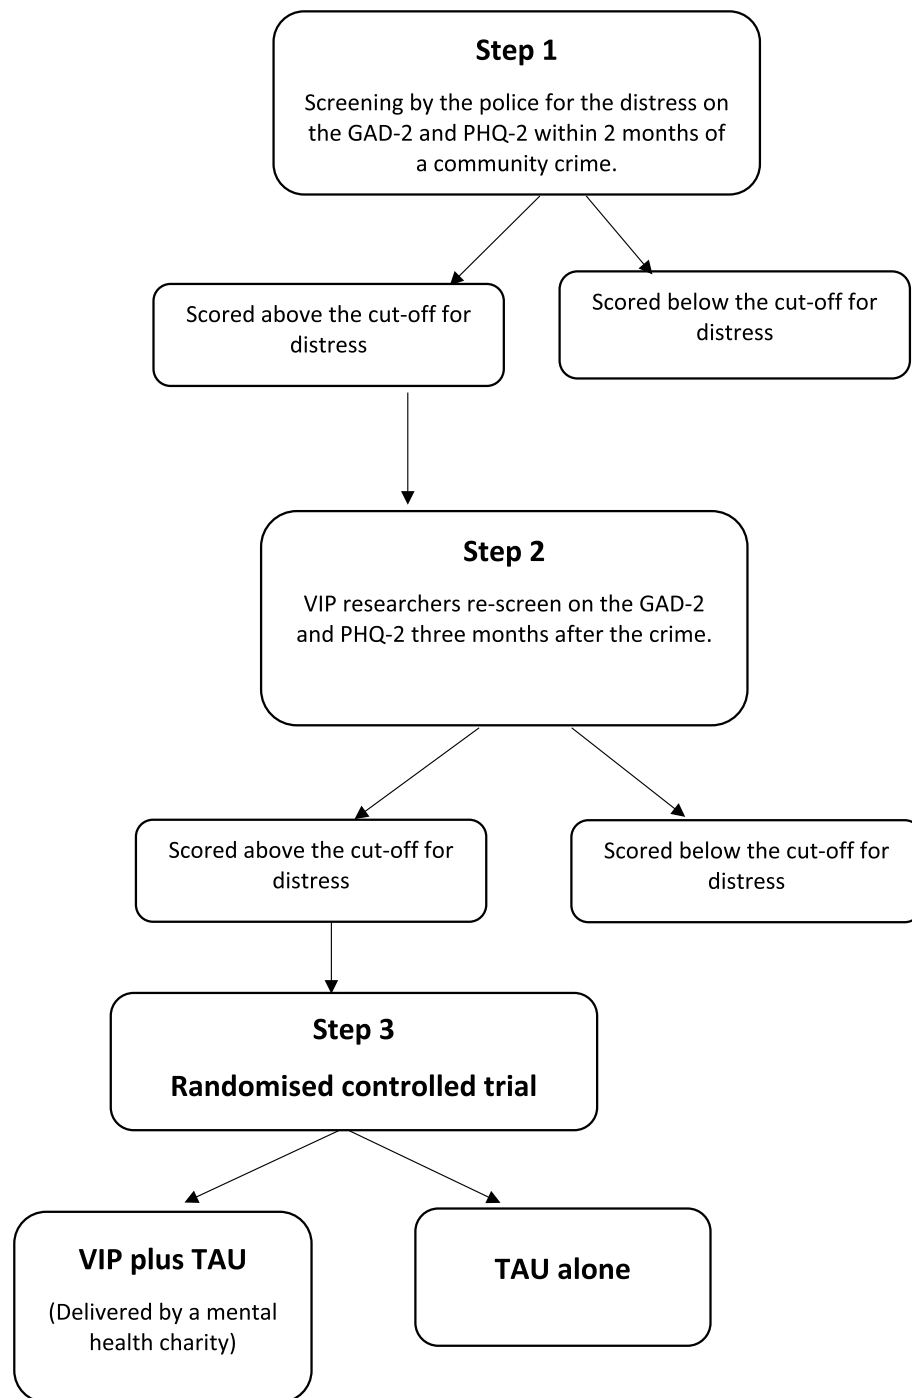 Step 1
Screening by the police for the distress on
the GAD-2 and PHQ-2 within 2 months of
a community crime.
Scored above the cut-off for
distress
Scored below the cut-off for
distress
Step 2
VIP researchers re-screen on the GAD-2
and PHQ-2 three months after the crime.
Scored above the cut-off for
distress
Scored below the cut-off for
distress
Step 3
Randomised controlled trial
VIP plus TAU
(Delivered by a mental
health charity)
TAU alone